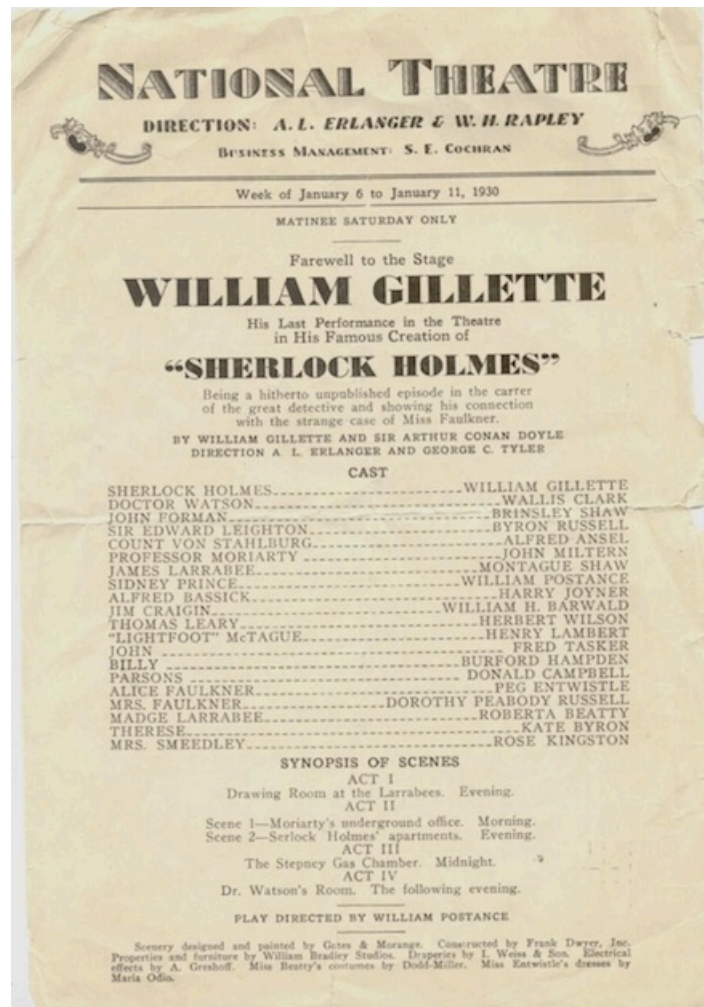 NATIONAL THEATRE
DIRECTION: A. L. ERLANGER & W. H. RAPLEY
BUSINESS MANAGEMENT: S. E. COCHRAN
Week of January 6 to January 11, 1930
MATINEE SATURDAY ONLY
Farewell to the Stage
WILLIAM GILLETTE
His Last Performance in the Theatre
in His Famous Creation of
"SHERLOCK HOLMES"
Being a hitherto unpublished episode in the carrer
of the great detective and showing his connection
with the strange case of Miss Faulkner.
BY WILLIAM GILLETTE AND SIR ARTHUR CONAN DOYLE
DIRECTION A. L. ERLANGER AND GEORGE C. TYLER
CAST
SHERLOCK HOLMES WILLIAM GILLETTE
DOCTOR WATSON WALLIS CLARK
JOHN FORMAN BRINSLEY SHAW
SIR EDWARD LEIGHTON BYRON RUSSELL
COUNT VON STAHLBURG ALFRED ANSEL
PROFESSOR MORIARTY JOHN MILTERN
JAMES LARRABEE MONTAGUE SHAW
SIDNEY PRINCE WILLIAM POSTANCE
ALFRED BASSICK HARRY JOYNER
JIM CRAIGIN WILLIAM H. BARWALD
THOMAS LEARY HERBERT WILSON
"LIGHTFOOT" McTAGUE HENRY LAMBERT
JOHN FRED TASKER
BILLY BURFORD HAMPDEN
PARSONS DONALD CAMPBELL
ALICE FAULKNER PEG ENTWISTLE
MRS. FAULKNER DOROTHY PEABODY RUSSELL
MADGE LARRABEE ROBERTA BEATTY
THERESE KATE BYRON
MRS. SMEEDLEY ROSE KINGSTON
SYNOPSIS OF SCENES
ACT I
Drawing Room at the Larrabees. Evening.
ACT II
Scene 1—Moriarty's underground office. Morning.
Scene 2—Serlock Holmes' apartments. Evening.
ACT III
The Stepney Gas Chamber. Midnight.
ACT IV
Dr. Watson's Room. The following evening.
PLAY DIRECTED BY WILLIAM POSTANCE
Scenery designed and painted by Gates & Morange. Constructed by Frank Dwyer, Inc.
Properties and furniture by William Bradley Studios. Draperies by I. Weiss & Son. Electrical
effects by A. Greshoff. Miss Beatty's costumes by Dodd-Miller. Miss Entwistle's dresses by
Maria Odio.